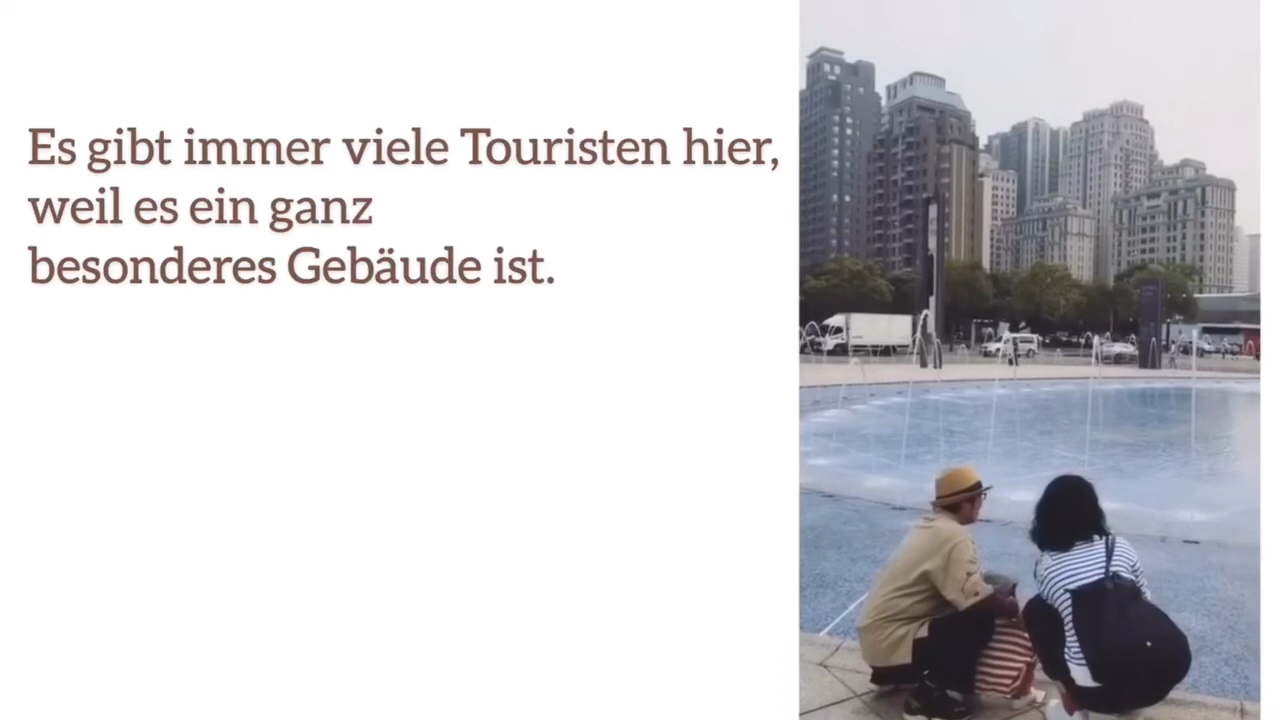 Es gibt immer viele Touristen hier,
weil es ein ganz
besonderes Gebäude ist.